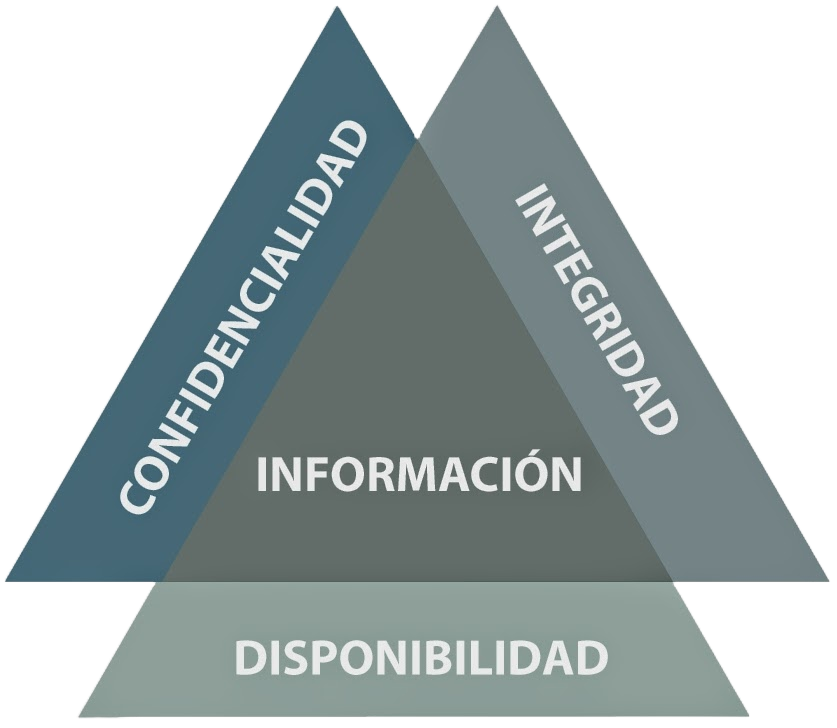 CONFIDENCIALIDAD
INTEGRIDAD
INFORMACIÓN
DISPONIBILIDAD